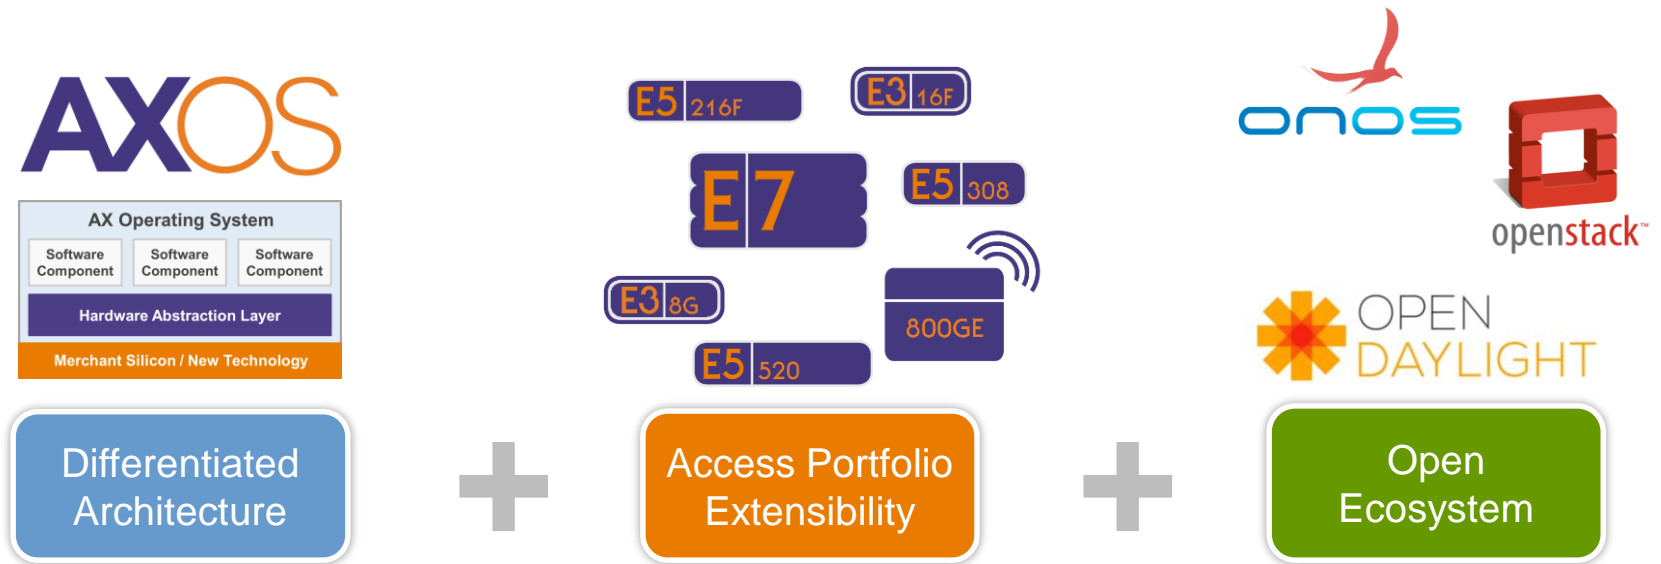 AXOS
AX Operating System
Software Component
Software Component
Software Component
Hardware Abstraction Layer
Merchant Silicon / New Technology
Differentiated
Architecture
E5 216F
E3 16F
E7
E5 308
E3 8G
800GE
E5 520
Access Portfolio
Extensibility
onos
openstack™
OPEN
DAYLIGHT
Open
Ecosystem